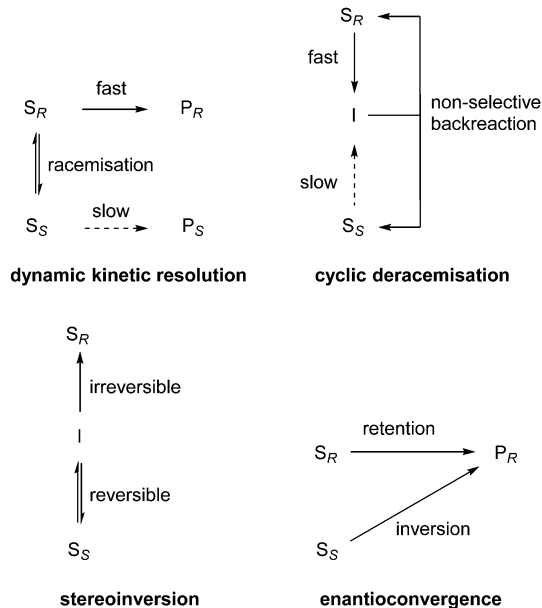 S_R fast P_R
racemisation
S_S slow P_S
dynamic kinetic resolution
S_R
fast
I non-selective
backreaction
slow
S_S
cyclic deracemisation
S_R
irreversible
I
reversible
S_S
stereoinversion
retention
S_R P_R
inversion
S_S
enantioconvergence